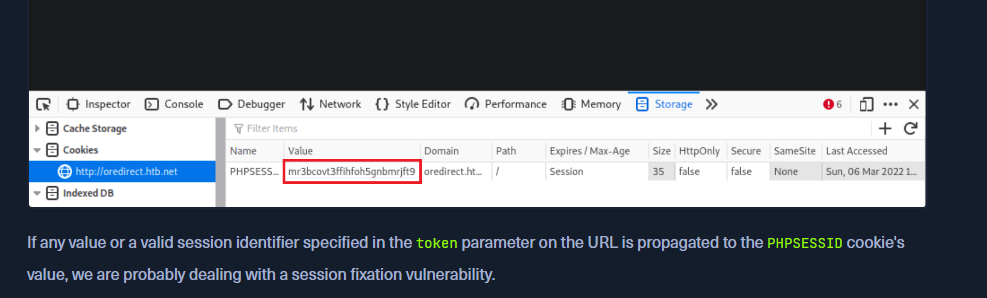 Inspector Console Debugger Network {} Style Editor Performance Memory Storage 6
Cache Storage
Filter Items
Cookies
Name Value Domain Path Expires / Max-Age Size HttpOnly Secure SameSite Last Accessed
http://oredirect.htb.net
PHPSESS... mr3bcovt3ffihfoh5gnbmrjft9 oredirect.ht... / Session 35 false false None Sun, 06 Mar 2022 1...
Indexed DB
If any value or a valid session identifier specified in the token parameter on the URL is propagated to the PHPSESSID cookie's
value, we are probably dealing with a session fixation vulnerability.